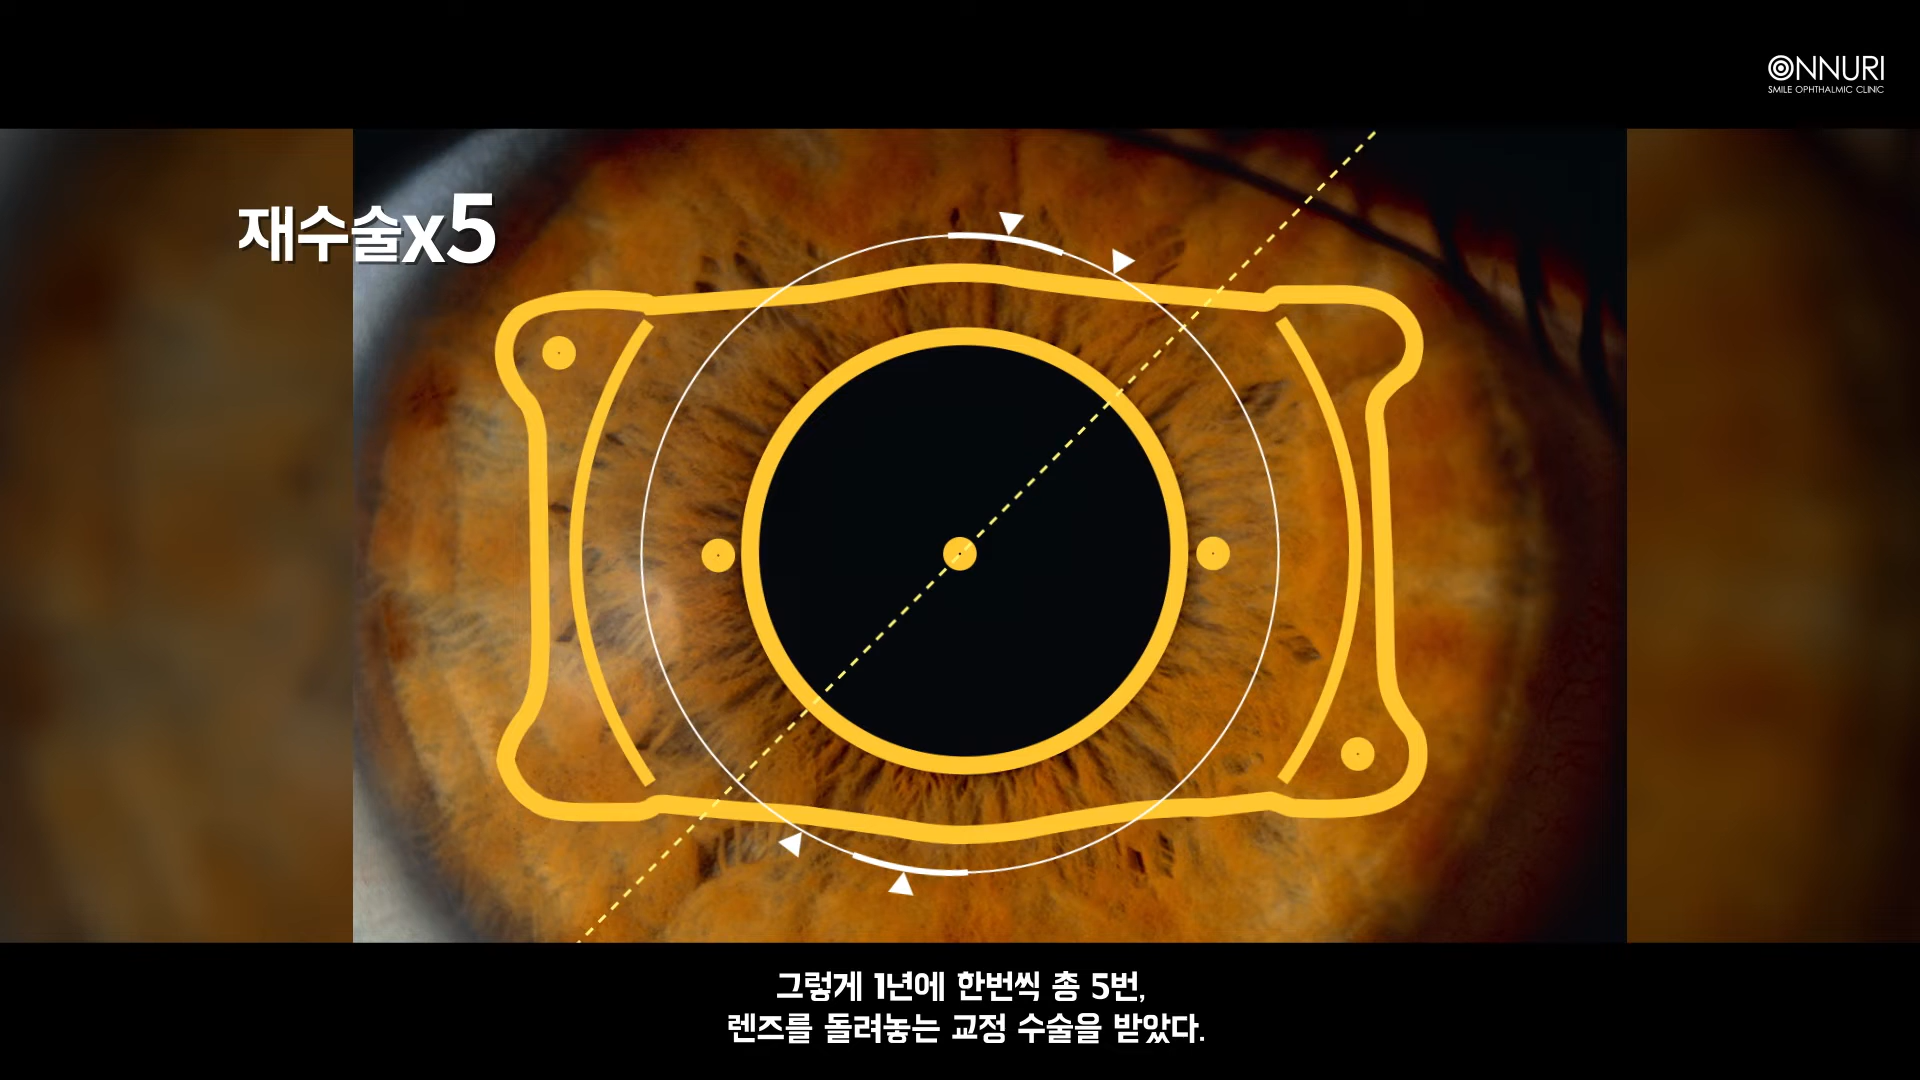 ONNURI
SMILE OPHTHALMIC CLINIC
재수술x5
그렇게 1년에 한번씩 총 5번,
렌즈를 돌려놓는 교정 수술을 받았다.